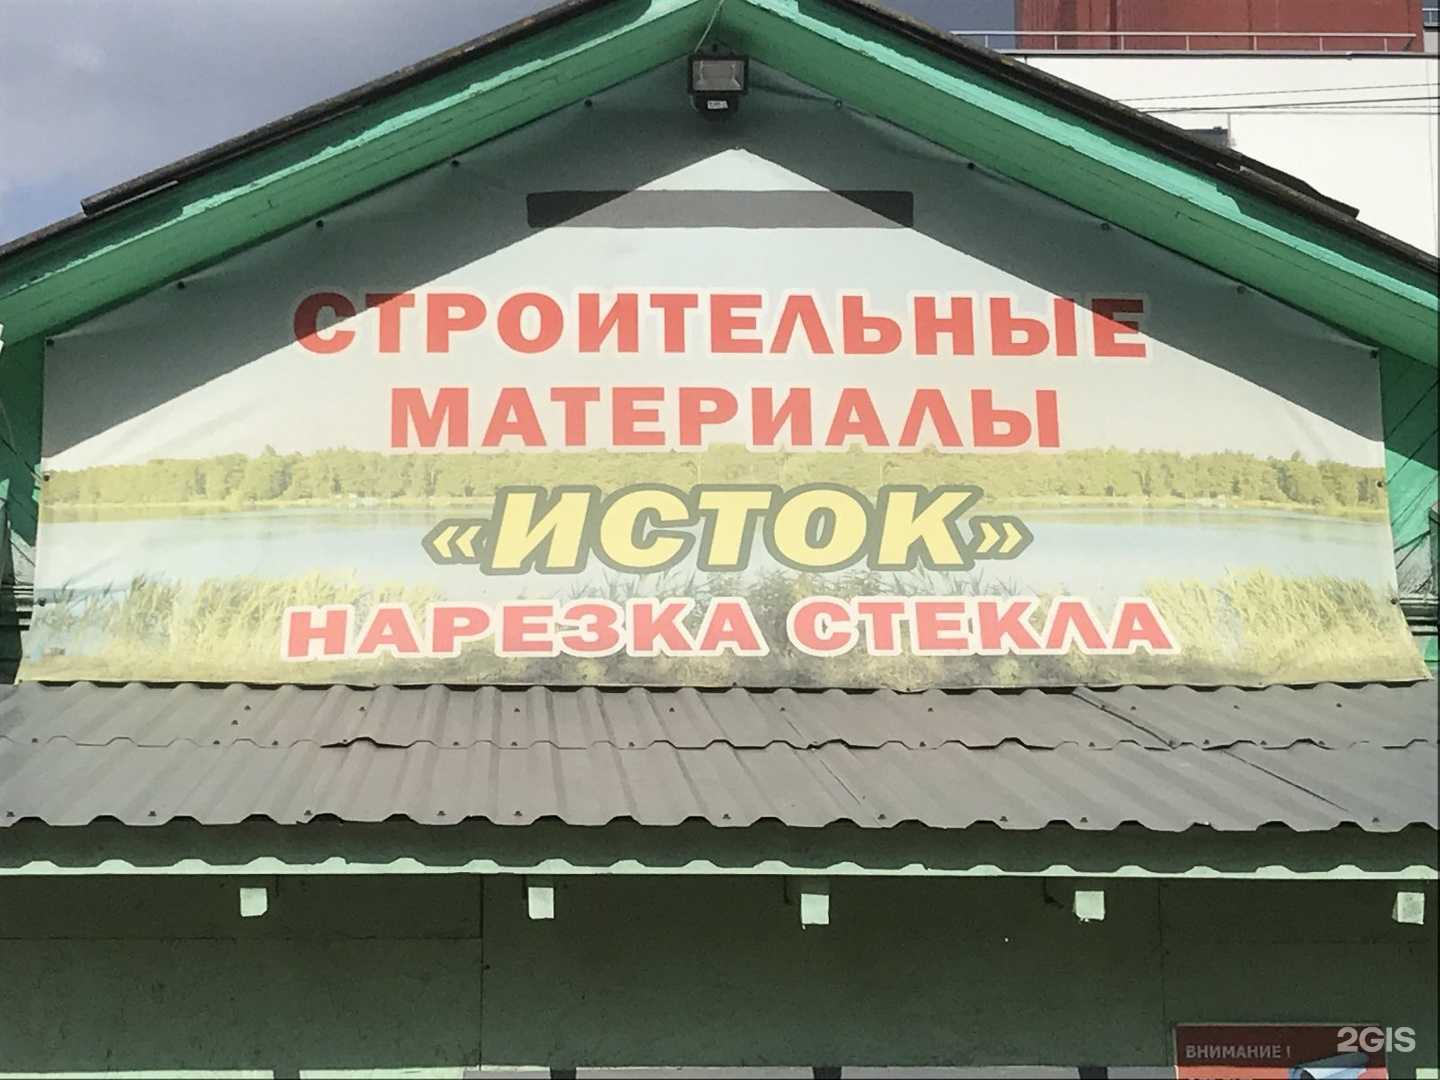 СТРОИТЕЛЬНЫЕ
МАТЕРИАЛЫ
«ИСТОК»
НАРЕЗКА СТЕКЛА
ВНИМАНИЕ !
2GIS